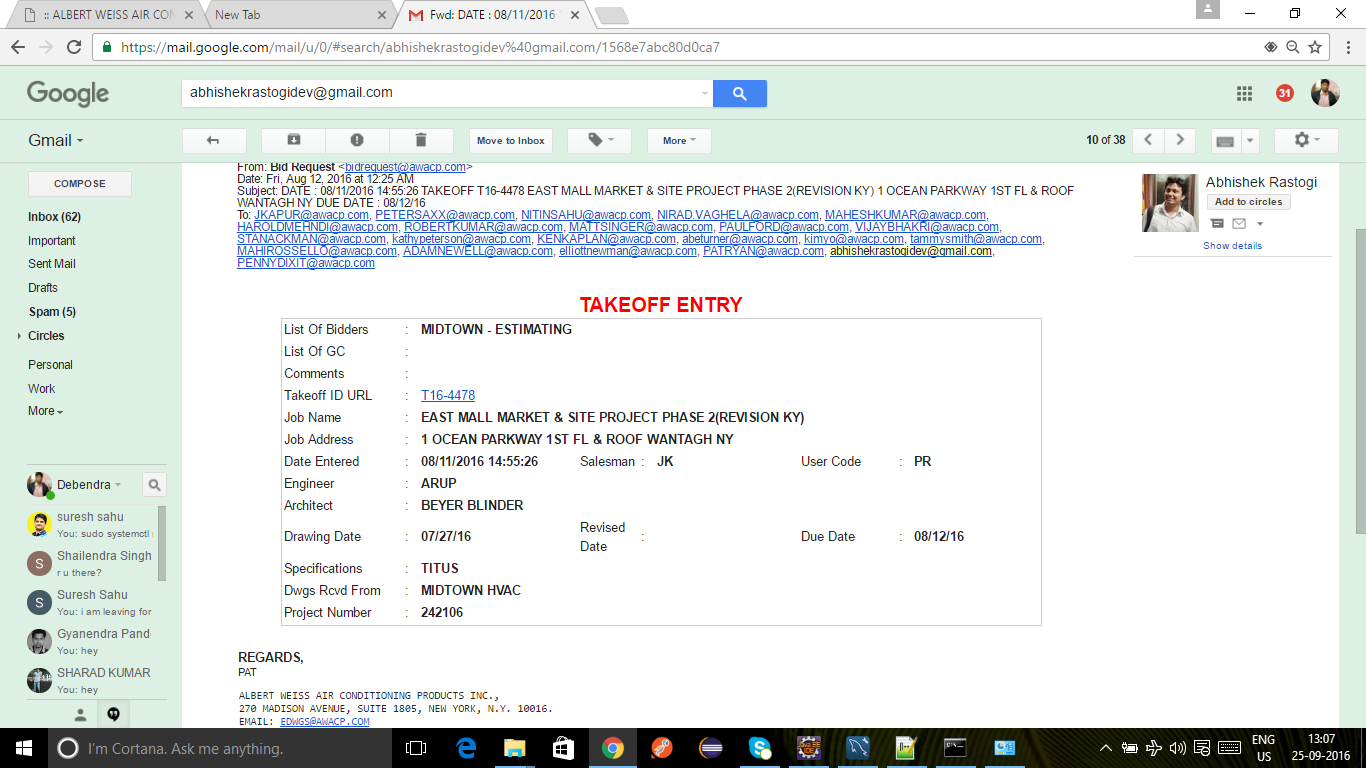 :: ALBERT WEISS AIR CON
New Tab
Fwd: DATE : 08/11/2016
https://mail.google.com/mail/u/0/#search/abhishekrastogidev%40gmail.com/1568e7abc80d0ca7
Google
abhishekrastogidev@gmail.com
31
Gmail
Move to Inbox
More
10 of 38
COMPOSE
Inbox (62)
Important
Sent Mail
Drafts
Spam (5)
Circles
Personal
Work
More
From: Bid Request <bidrequest@awacp.com>
Date: Fri, Aug 12, 2016 at 12:25 AM
Subject: DATE : 08/11/2016 14:55:26 TAKEOFF T16-4478 EAST MALL MARKET & SITE PROJECT PHASE 2(REVISION KY) 1 OCEAN PARKWAY 1ST FL & ROOF
WANTAGH NY DUE DATE : 08/12/16
To: JKAPUR@awacp.com, PETERSAXX@awacp.com, NITINSAHU@awacp.com, NIRAD.VAGHELA@awacp.com, MAHESHKUMAR@awacp.com,
HAROLDMEHNDI@awacp.com, ROBERTKUMAR@awacp.com, MATTSINGER@awacp.com, PAULFORD@awacp.com, VIJAYBHAKRI@awacp.com,
STANACKMAN@awacp.com, kathypeterson@awacp.com, KENKAPLAN@awacp.com, abeturner@awacp.com, kimvo@awacp.com, tammysmith@awacp.com,
MAHIROSSELLO@awacp.com, ADAMNEWELL@awacp.com, elliottnewman@awacp.com, PATRYAN@awacp.com, abhishekrastogidev@gmail.com,
PENNYDIXIT@awacp.com
Abhishek Rastogi
Add to circles
Show details
TAKEOFF ENTRY
List Of Bidders : MIDTOWN - ESTIMATING
List Of GC :
Comments :
Takeoff ID URL : T16-4478
Job Name : EAST MALL MARKET & SITE PROJECT PHASE 2(REVISION KY)
Job Address : 1 OCEAN PARKWAY 1ST FL & ROOF WANTAGH NY
Date Entered : 08/11/2016 14:55:26 Salesman : JK User Code : PR
Engineer : ARUP
Architect : BEYER BLINDER
Drawing Date : 07/27/16 Revised Date : Due Date : 08/12/16
Specifications : TITUS
Dwgs Rcvd From : MIDTOWN HVAC
Project Number : 242106
REGARDS,
PAT
ALBERT WEISS AIR CONDITIONING PRODUCTS INC.,
270 MADISON AVENUE, SUITE 1805, NEW YORK, N.Y. 10016.
EMAIL: EDWGS@AWACP.COM
Debendra
suresh sahu
You: sudo systemctl
S
Shailendra Singh
r u there?
S
Suresh Sahu
You: i am leaving for
Gyanendra Pand
You: hey
SHARAD KUMAR
You: hey
I'm Cortana. Ask me anything.
ENG
US
13:07
25-09-2016